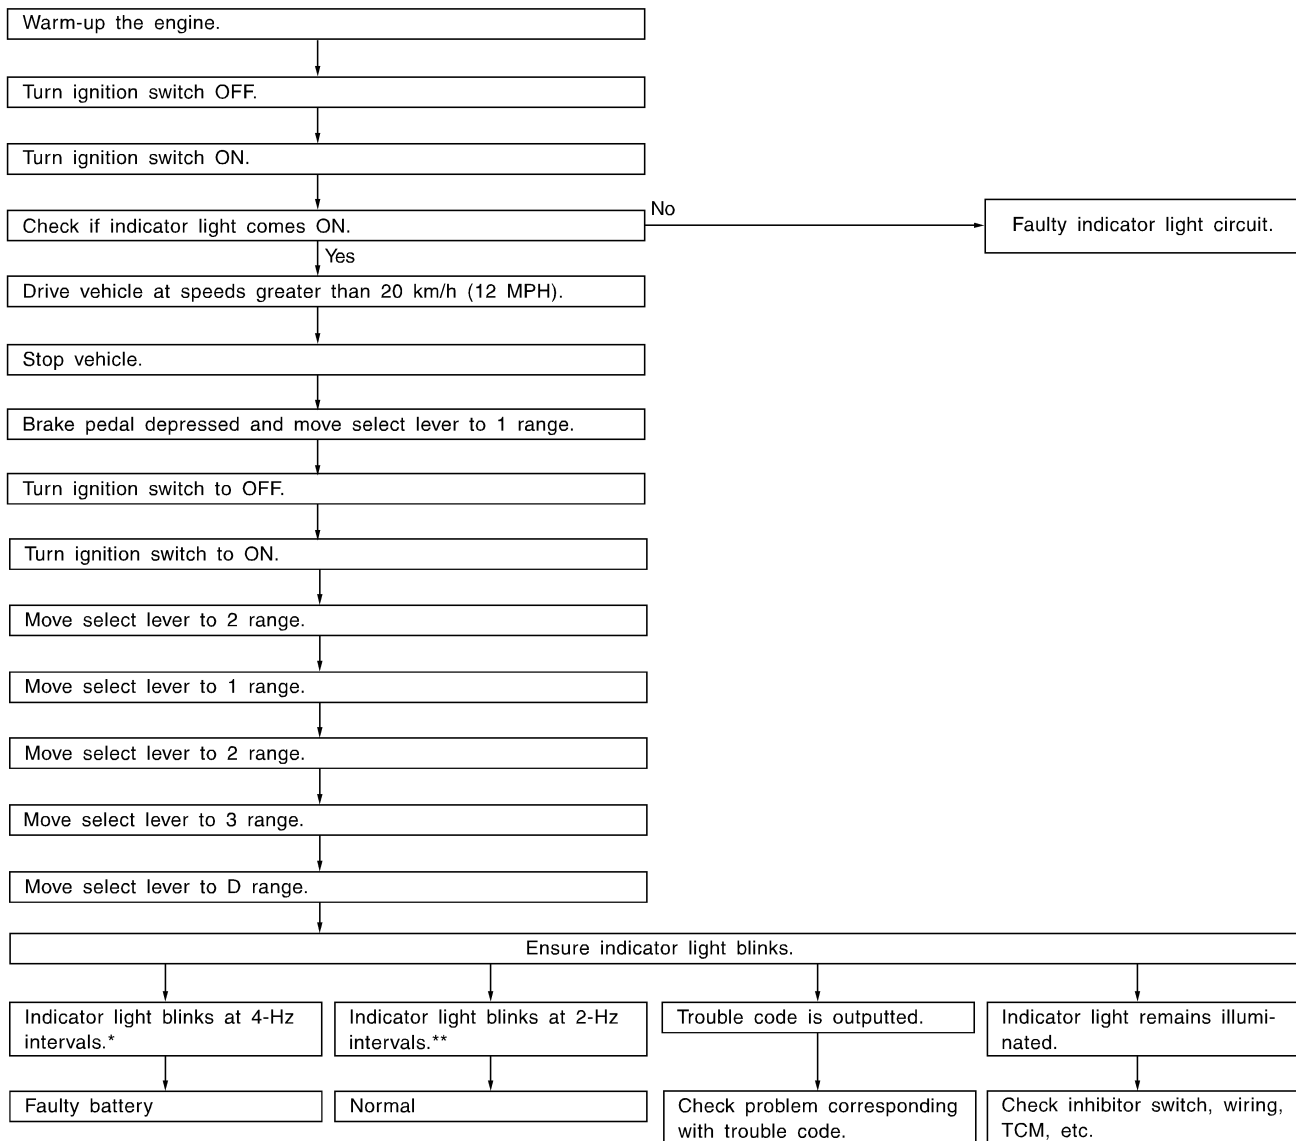 Warm-up the engine.
Turn ignition switch OFF.
Turn ignition switch ON.
Check if indicator light comes ON.
No
Faulty indicator light circuit.
Yes
Drive vehicle at speeds greater than 20 km/h (12 MPH).
Stop vehicle.
Brake pedal depressed and move select lever to 1 range.
Turn ignition switch to OFF.
Turn ignition switch to ON.
Move select lever to 2 range.
Move select lever to 1 range.
Move select lever to 2 range.
Move select lever to 3 range.
Move select lever to D range.
Ensure indicator light blinks.
Indicator light blinks at 4-Hz
intervals.*
Indicator light blinks at 2-Hz
intervals.**
Trouble code is outputted.
Indicator light remains illumi-
nated.
Faulty battery
Normal
Check problem corresponding
with trouble code.
Check inhibitor switch, wiring,
TCM, etc.